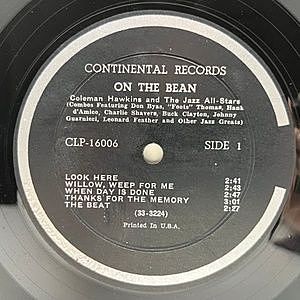 CONTINENTAL RECORDS
ON THE BEAN
Coleman Hawkins and The Jazz All-Stars
(Combos Featuring Don Byas, "Foots" Thomas, Hank
d'Amico, Charlie Shavers, Buck Clayton, Johnny
Guarnieri, Leonard Feather and Other Jazz Greats)
CLP-16006 SIDE 1
LOOK HERE 2:41
WILLOW, WEEP FOR ME 2:43
WHEN DAY IS DONE 2:47
THANKS FOR THE MEMORY 3:01
THE BEAT 2:27
(33-3224)
Printed In U.S.A.